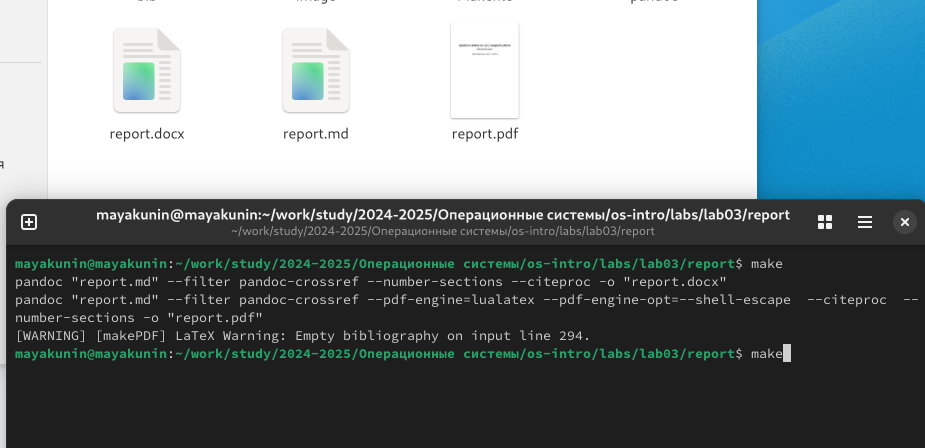 report.docx
report.md
report.pdf
я
mayakunin@mayakunin:~/work/study/2024-2025/Операционные системы/os-intro/labs/lab03/report
~/work/study/2024-2025/Операционные системы/os-intro/labs/lab03/report
mayakunin@mayakunin:~/work/study/2024-2025/Операционные системы/os-intro/labs/lab03/report$ make
pandoc "report.md" --filter pandoc-crossref --number-sections --citeproc -o "report.docx"
pandoc "report.md" --filter pandoc-crossref --pdf-engine=lualatex --pdf-engine-opt=--shell-escape  --citeproc  --
number-sections -o "report.pdf"
[WARNING] [makePDF] LaTeX Warning: Empty bibliography on input line 294.
mayakunin@mayakunin:~/work/study/2024-2025/Операционные системы/os-intro/labs/lab03/report$ make